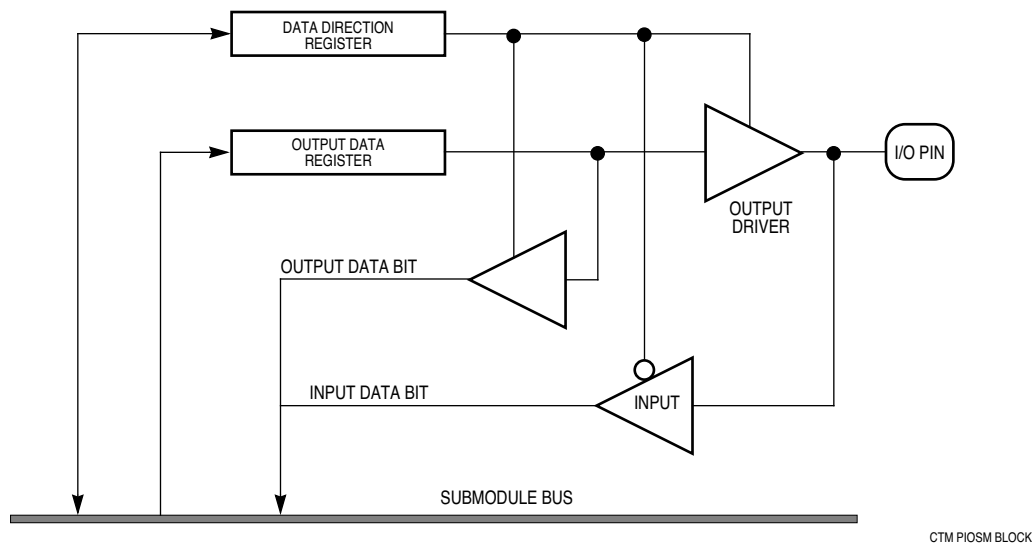 DATA DIRECTION
REGISTER
OUTPUT DATA
REGISTER
I/O PIN
OUTPUT
DRIVER
OUTPUT DATA BIT
INPUT DATA BIT
INPUT
SUBMODULE BUS
CTM PIOSM BLOCK